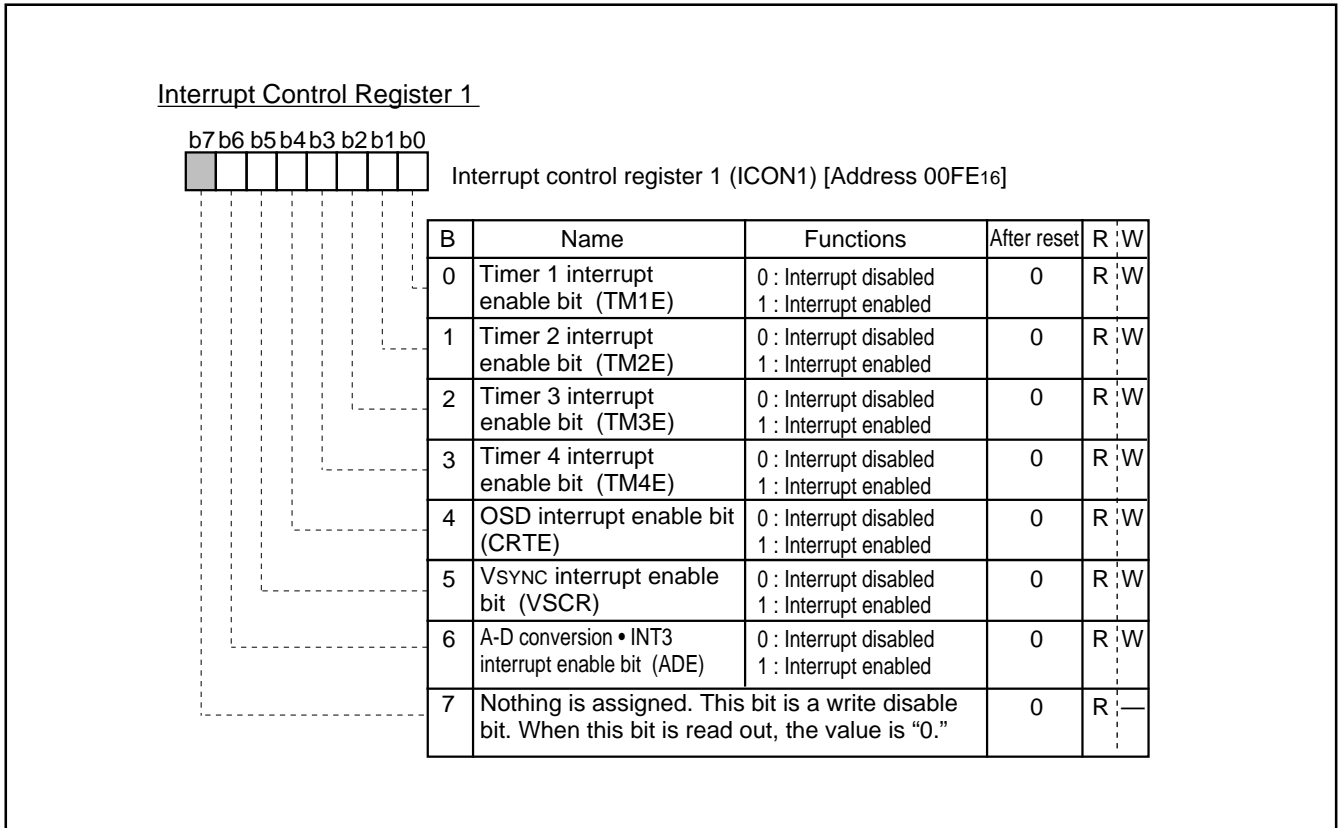 Interrupt Control Register 1
b7 b6 b5 b4 b3 b2 b1 b0
Interrupt control register 1 (ICON1) [Address 00FE16]
B Name Functions After reset R W
0 Timer 1 interrupt 0 : Interrupt disabled 0 R W
enable bit (TM1E) 1 : Interrupt enabled
1 Timer 2 interrupt 0 : Interrupt disabled 0 R W
enable bit (TM2E) 1 : Interrupt enabled
2 Timer 3 interrupt 0 : Interrupt disabled 0 R W
enable bit (TM3E) 1 : Interrupt enabled
3 Timer 4 interrupt 0 : Interrupt disabled 0 R W
enable bit (TM4E) 1 : Interrupt enabled
4 OSD interrupt enable bit 0 : Interrupt disabled 0 R W
(CRTE) 1 : Interrupt enabled
5 VSYNC interrupt enable 0 : Interrupt disabled 0 R W
bit (VSCR) 1 : Interrupt enabled
6 A-D conversion • INT3 0 : Interrupt disabled 0 R W
interrupt enable bit (ADE) 1 : Interrupt enabled
7 Nothing is assigned. This bit is a write disable 0 R —
bit. When this bit is read out, the value is “0.”